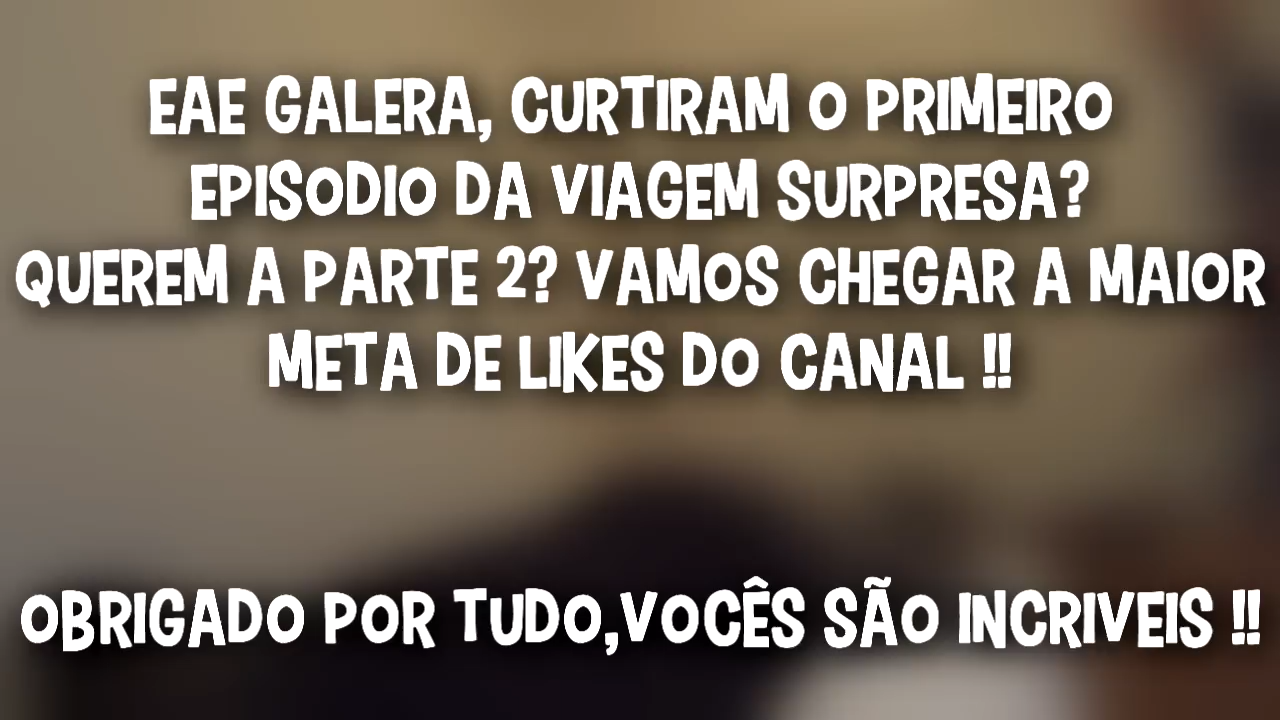 EAE GALERA, CURTIRAM O PRIMEIRO
EPISODIO DA VIAGEM SURPRESA?
QUEREM A PARTE 2? VAMOS CHEGAR A MAIOR
META DE LIKES DO CANAL !!
OBRIGADO POR TUDO,VOCÊS SÃO INCRIVEIS !!